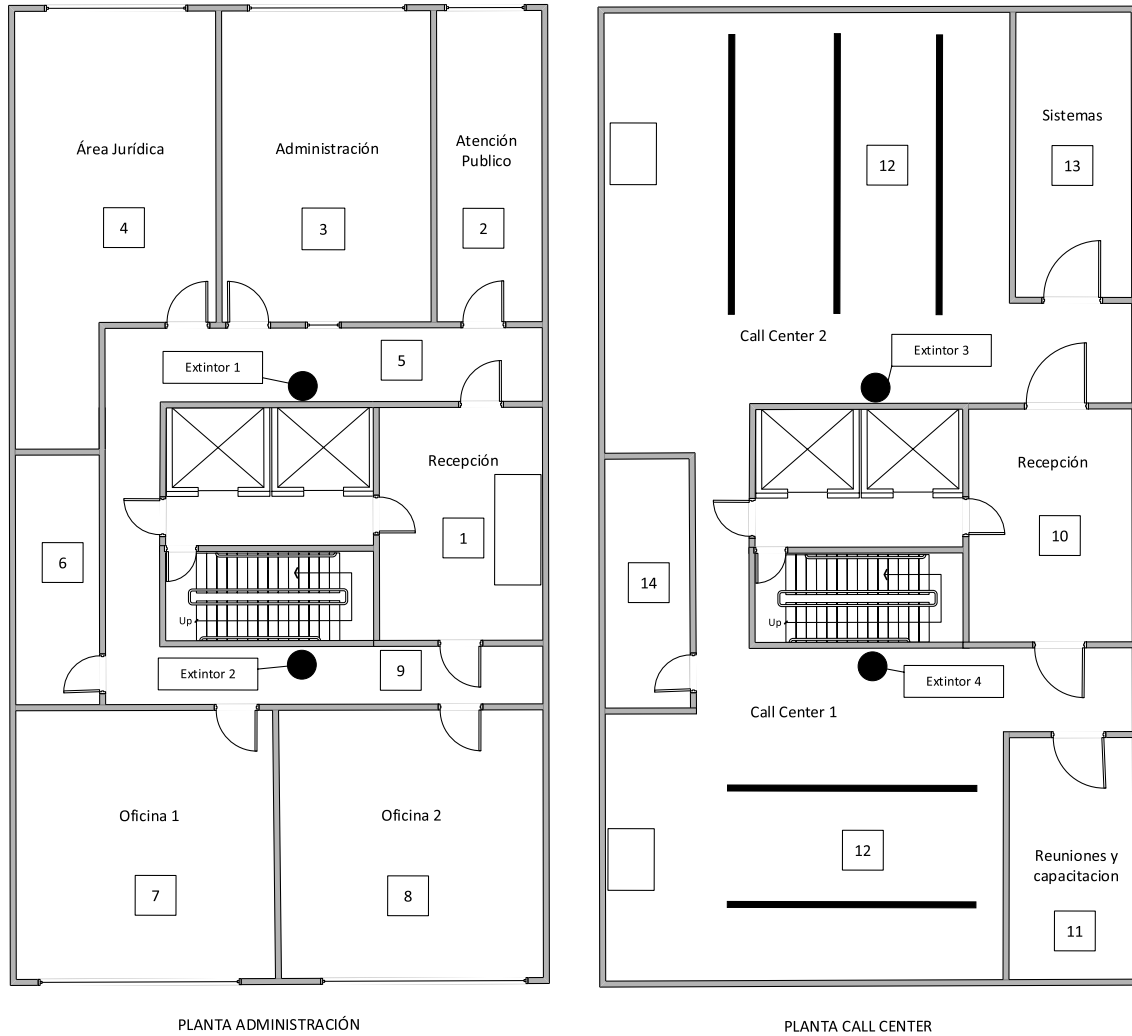 Área Jurídica
Administración
Atención
Publico
4
3
2
5
Extintor 1
Recepción
1
6
Up
Extintor 2
9
Oficina 1
Oficina 2
7
8
PLANTA ADMINISTRACIÓN
Sistemas
12
13
Call Center 2
Extintor 3
Recepción
10
14
Up
Extintor 4
Call Center 1
12
Reuniones y
capacitacion
11
PLANTA CALL CENTER